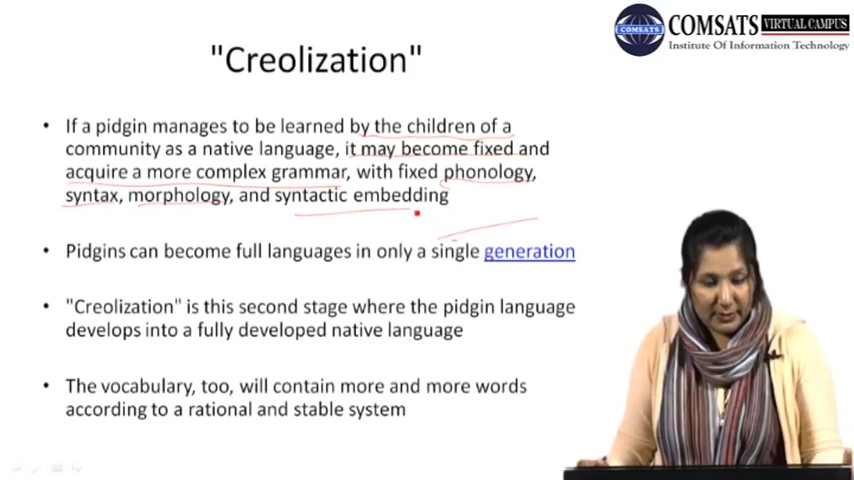 COMSATS VIRTUAL CAMPUS
COMSATS
Institute Of Information Technology
"Creolization"
• If a pidgin manages to be learned by the children of a
community as a native language, it may become fixed and
acquire a more complex grammar, with fixed phonology,
syntax, morphology, and syntactic embedding
• Pidgins can become full languages in only a single generation
• "Creolization" is this second stage where the pidgin language
develops into a fully developed native language
• The vocabulary, too, will contain more and more words
according to a rational and stable system